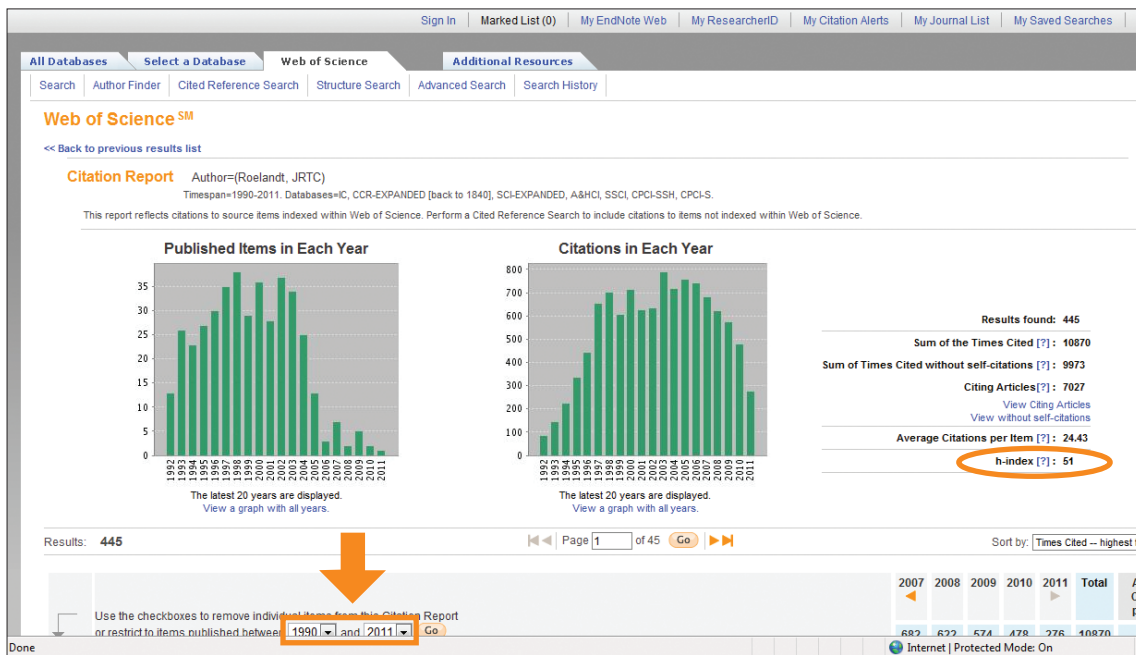 Sign In | Marked List (0) | My EndNote Web | My ResearcherID | My Citation Alerts | My Journal List | My Saved Searches |
All Databases Select a Database Web of Science Additional Resources
Search | Author Finder | Cited Reference Search | Structure Search | Advanced Search | Search History
Web of Science SM
<< Back to previous results list
Citation Report Author=(Roelandt, JRTC)
Timespan=1990-2011. Databases=IC, CCR-EXPANDED [back to 1840], SCI-EXPANDED, A&HCI, SSCI, CPCI-SSH, CPCI-S.
This report reflects citations to source items indexed within Web of Science. Perform a Cited Reference Search to include citations to items not indexed within Web of Science.
Published Items in Each Year
35
30
25
20
15
10
5
0
1992 1993 1994 1995 1996 1997 1998 1999 2000 2001 2002 2003 2004 2005 2006 2007 2008 2009 2010 2011
The latest 20 years are displayed.
View a graph with all years.
Citations in Each Year
800
700
600
500
400
300
200
100
0
1992 1993 1994 1995 1996 1997 1998 1999 2000 2001 2002 2003 2004 2005 2006 2007 2008 2009 2010 2011
The latest 20 years are displayed.
View a graph with all years.
Results found: 445
Sum of the Times Cited [?] : 10870
Sum of Times Cited without self-citations [?] : 9973
Citing Articles[?] : 7027
View Citing Articles
View without self-citations
Average Citations per Item [?] : 24.43
h-index [?] : 51
Results: 445 Page 1 of 45 Go Sort by: Times Cited -- highest
2007 2008 2009 2010 2011 Total
Use the checkboxes to remove individual items from this Citation Report
or restrict to items published between 1990 and 2011 Go
682 622 574 478 276 10870
Done Internet | Protected Mode: On